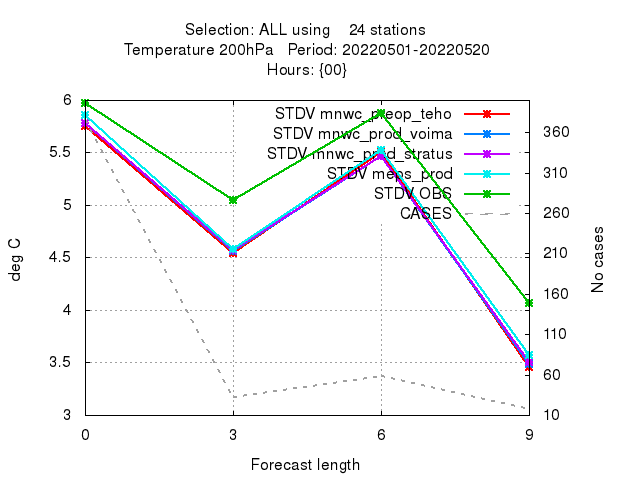 Selection: ALL using 24 stations
Temperature 200hPa Period: 20220501-20220520
Hours: {00}
STDV mnwc_preop_teho
STDV mnwc_prod_voima
STDV mnwc_prod_stratus
STDV meps_prod
STDV OBS
CASES
6
5.5
5
4.5
4
3.5
3
deg C
360
310
260
210
160
110
60
10
No cases
0 3 6 9
Forecast length